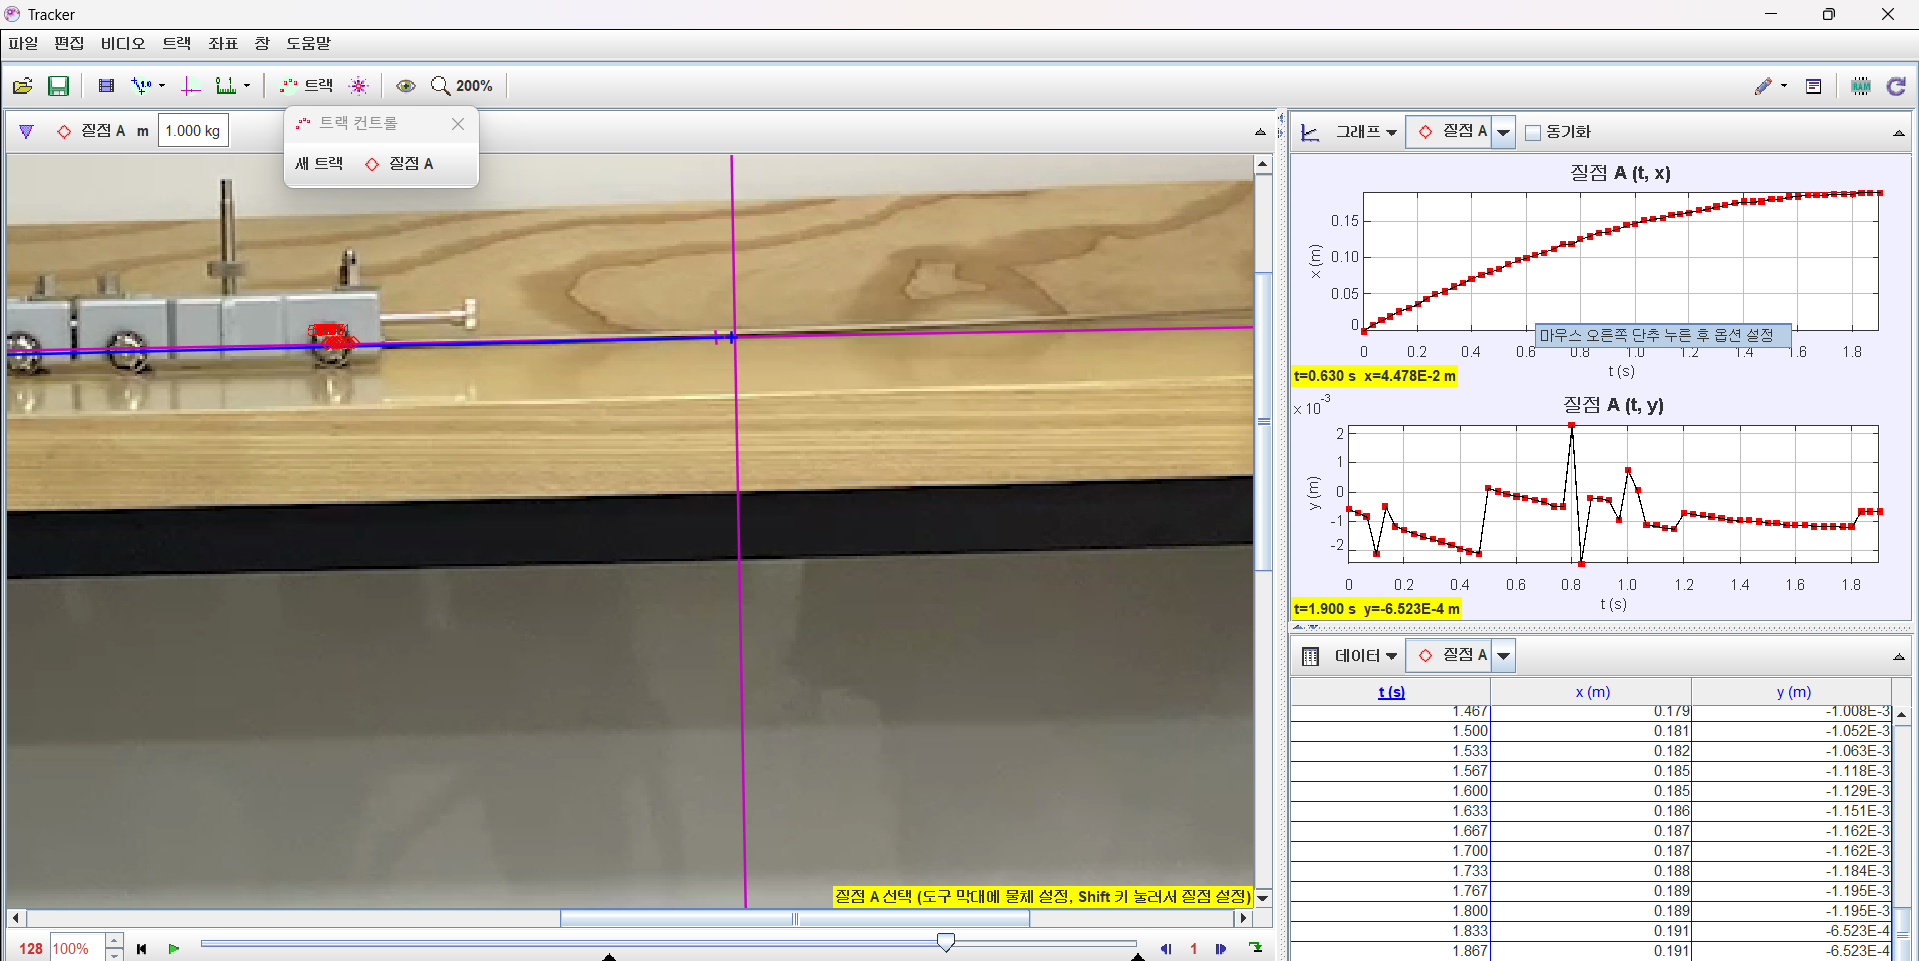 Tracker
파일 편집 비디오 트랙 좌표 창 도움말
트랙 200%
질점 A m 1.000 kg
트랙 컨트롤
새 트랙 질점 A
질점 A 선택 (도구 막대에 물체 설정, Shift 키 눌러서 질점 설정)
128 100% 1
그래프 질점 A 동기화
질점 A (t, x)
x (m)
0.15
0.10
0.05
0
마우스 오른쪽 단추 누른 후 옵션 설정
0 0.2 0.4 0.6 0.8 1.0 1.2 1.4 1.6 1.8
t (s)
t=0.630 s x=4.478E-2 m
x 10-3
질점 A (t, y)
y (m)
2
1
0
-1
-2
0 0.2 0.4 0.6 0.8 1.0 1.2 1.4 1.6 1.8
t (s)
t=1.900 s y=-6.523E-4 m
데이터 질점 A
t (s) x (m) y (m)
1.467 0.179 -1.008E-3
1.500 0.181 -1.052E-3
1.533 0.182 -1.063E-3
1.567 0.185 -1.118E-3
1.600 0.185 -1.129E-3
1.633 0.186 -1.151E-3
1.667 0.187 -1.162E-3
1.700 0.187 -1.162E-3
1.733 0.188 -1.184E-3
1.767 0.189 -1.195E-3
1.800 0.189 -1.195E-3
1.833 0.191 -6.523E-4
1.867 0.191 -6.523E-4